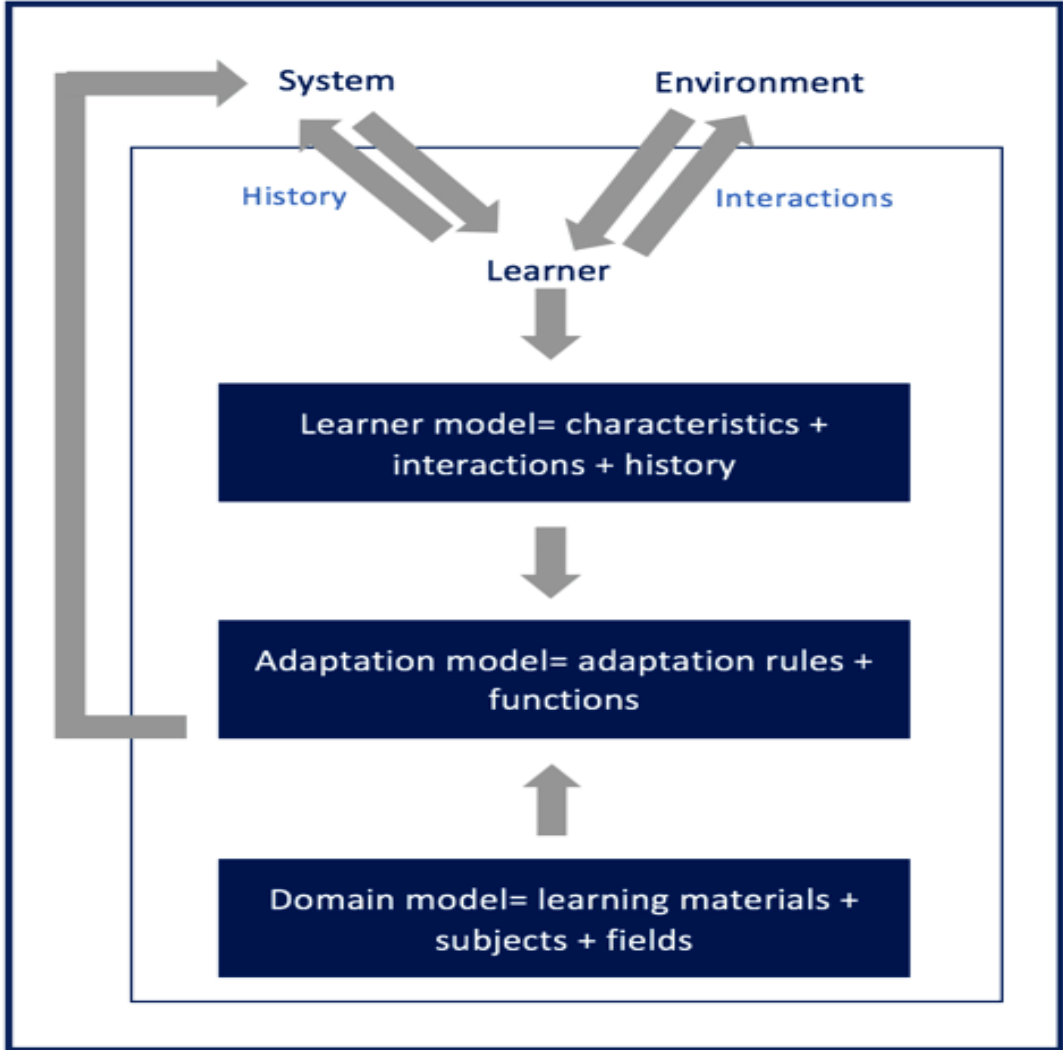 System
Environment
History
Interactions
Learner
Learner model= characteristics +
interactions + history
Adaptation model= adaptation rules +
functions
Domain model= learning materials +
subjects + fields